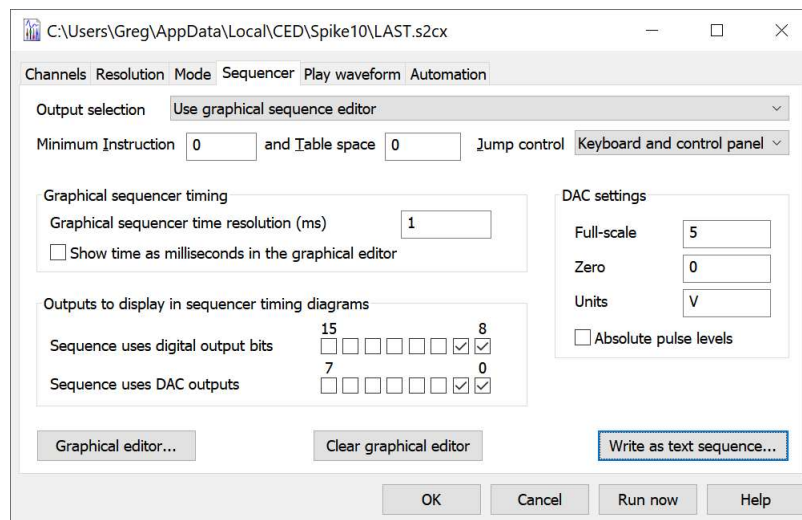 C:\Users\Greg\AppData\Local\CED\Spike10\LAST.s2cx
Channels Resolution Mode Sequencer Play waveform Automation
Output selection Use graphical sequence editor
Minimum Instruction 0 and Table space 0 Jump control Keyboard and control panel
Graphical sequencer timing
Graphical sequencer time resolution (ms) 1
Show time as milliseconds in the graphical editor
DAC settings
Full-scale 5
Zero 0
Units V
Absolute pulse levels
Outputs to display in sequencer timing diagrams
15 8
Sequence uses digital output bits
7 0
Sequence uses DAC outputs
Graphical editor... Clear graphical editor Write as text sequence...
OK Cancel Run now Help